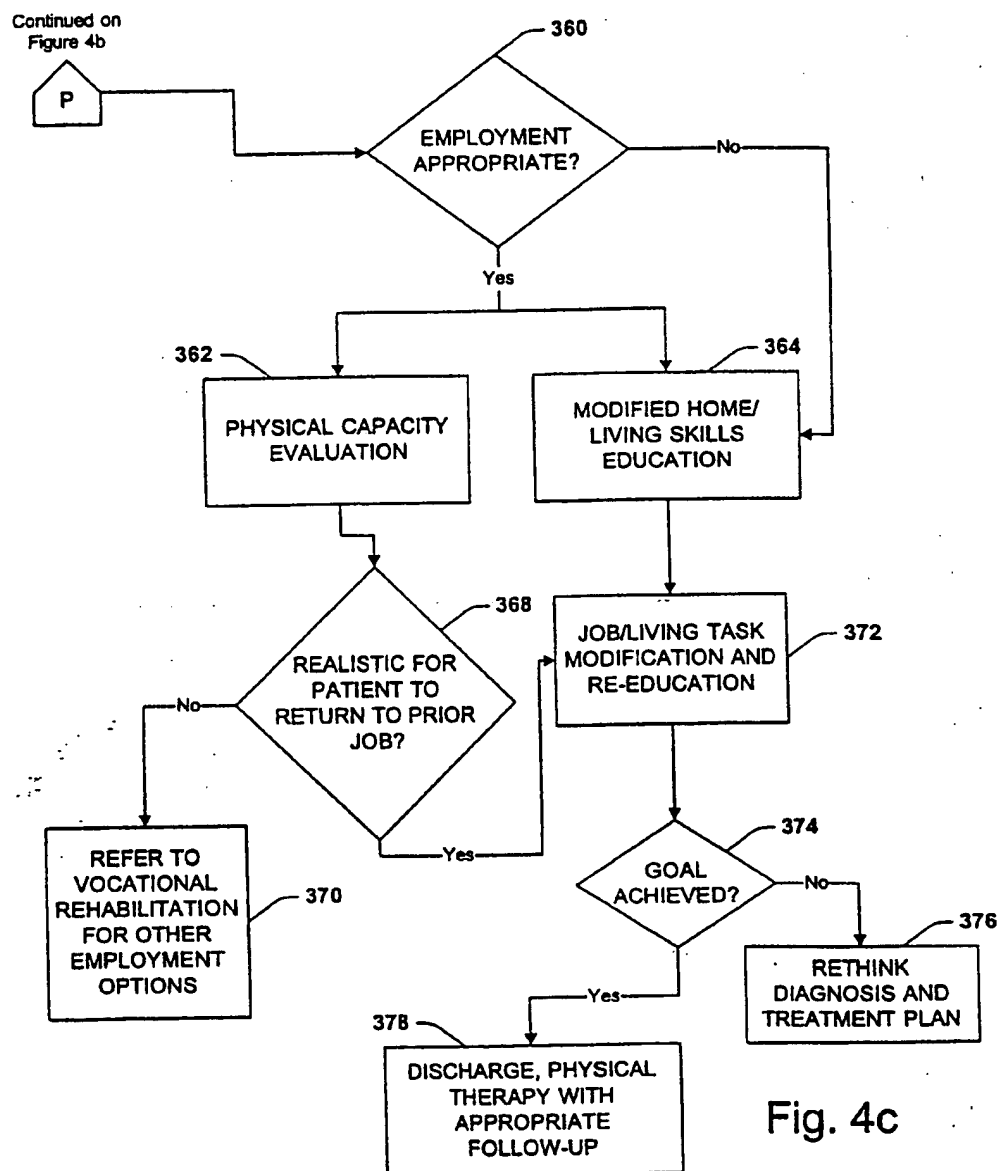 Continued on
Figure 4b
P
360
EMPLOYMENT
APPROPRIATE?
No
Yes
362
PHYSICAL CAPACITY
EVALUATION
364
MODIFIED HOME/
LIVING SKILLS
EDUCATION
368
REALISTIC FOR
PATIENT TO
RETURN TO PRIOR
JOB?
No
Yes
372
JOB/LIVING TASK
MODIFICATION AND
RE-EDUCATION
370
REFER TO
VOCATIONAL
REHABILITATION
FOR OTHER
EMPLOYMENT
OPTIONS
374
GOAL
ACHIEVED?
No
Yes
376
RETHINK
DIAGNOSIS AND
TREATMENT PLAN
378
DISCHARGE, PHYSICAL
THERAPY WITH
APPROPRIATE
FOLLOW-UP
Fig. 4c